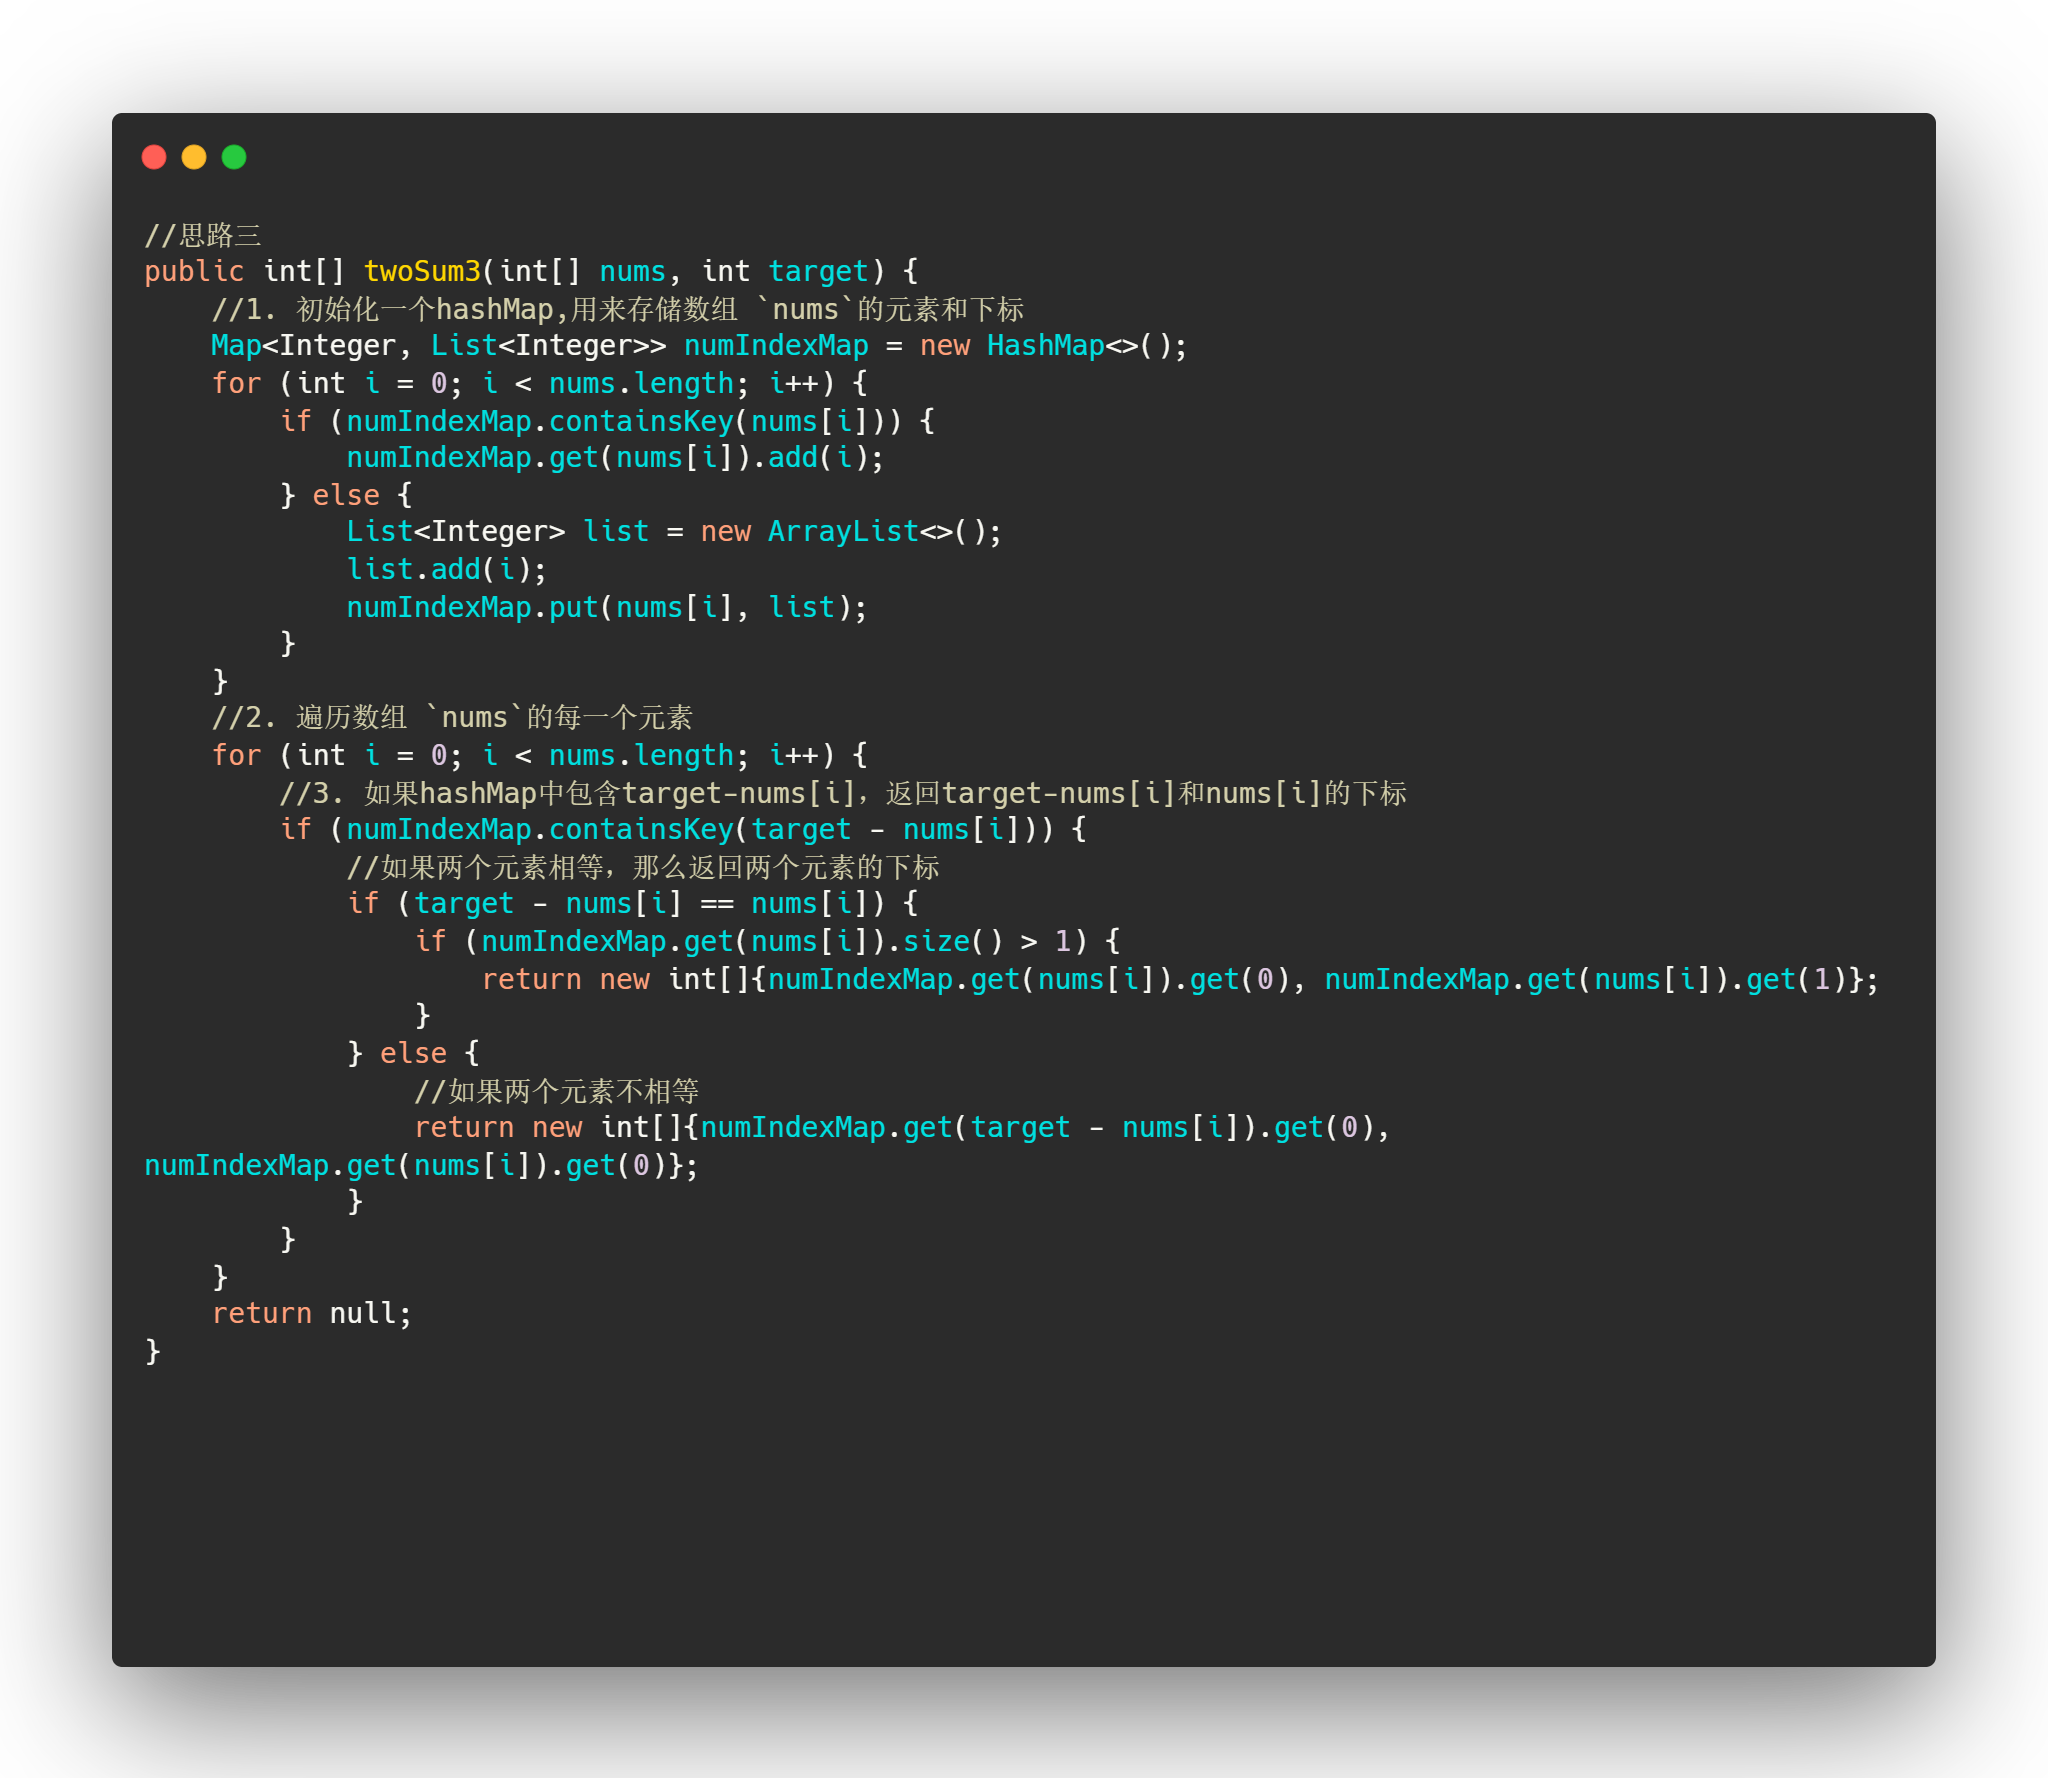 //思路三
public int[] twoSum3(int[] nums, int target) {
    //1. 初始化一个hashMap,用来存储数组 `nums`的元素和下标
    Map<Integer, List<Integer>> numIndexMap = new HashMap<>();
    for (int i = 0; i < nums.length; i++) {
        if (numIndexMap.containsKey(nums[i])) {
            numIndexMap.get(nums[i]).add(i);
        } else {
            List<Integer> list = new ArrayList<>();
            list.add(i);
            numIndexMap.put(nums[i], list);
        }
    }
    //2. 遍历数组 `nums`的每一个元素
    for (int i = 0; i < nums.length; i++) {
        //3. 如果hashMap中包含target-nums[i]，返回target-nums[i]和nums[i]的下标
        if (numIndexMap.containsKey(target - nums[i])) {
            //如果两个元素相等，那么返回两个元素的下标
            if (target - nums[i] == nums[i]) {
                if (numIndexMap.get(nums[i]).size() > 1) {
                    return new int[]{numIndexMap.get(nums[i]).get(0), numIndexMap.get(nums[i]).get(1)};
                }
            } else {
                //如果两个元素不相等
                return new int[]{numIndexMap.get(target - nums[i]).get(0),
numIndexMap.get(nums[i]).get(0)};
            }
        }
    }
    return null;
}